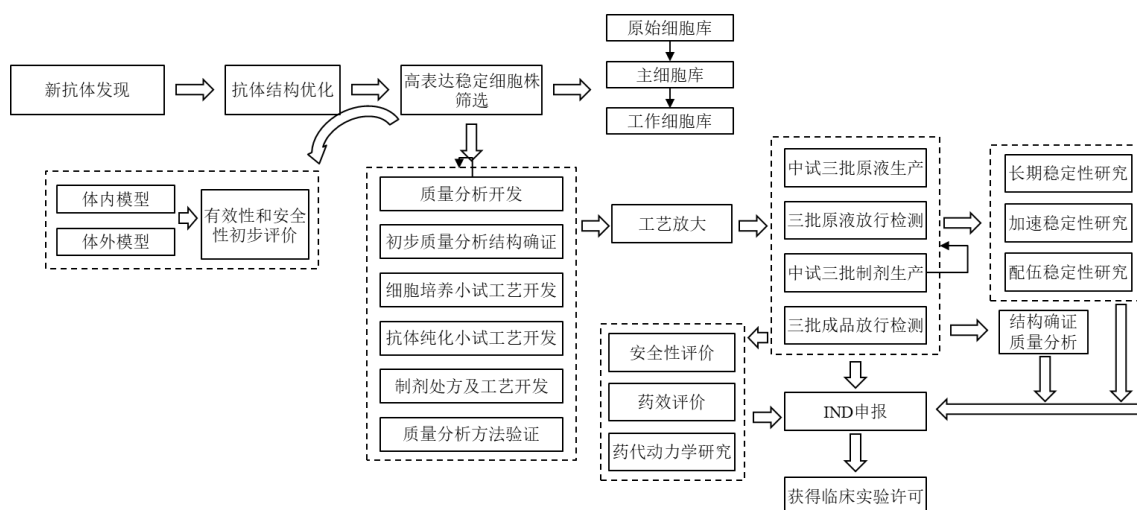 原始细胞库
新抗体发现
抗体结构优化
高表达稳定细胞株
筛选
主细胞库
工作细胞库
体内模型
体外模型
有效性和安全
性初步评价
质量分析开发
初步质量分析结构确证
细胞培养小试工艺开发
抗体纯化小试工艺开发
制剂处方及工艺开发
质量分析方法验证
工艺放大
中试三批原液生产
三批原液放行检测
中试三批制剂生产
三批成品放行检测
长期稳定性研究
加速稳定性研究
配伍稳定性研究
结构确证
质量分析
安全性评价
药效评价
药代动力学研究
IND申报
获得临床实验许可